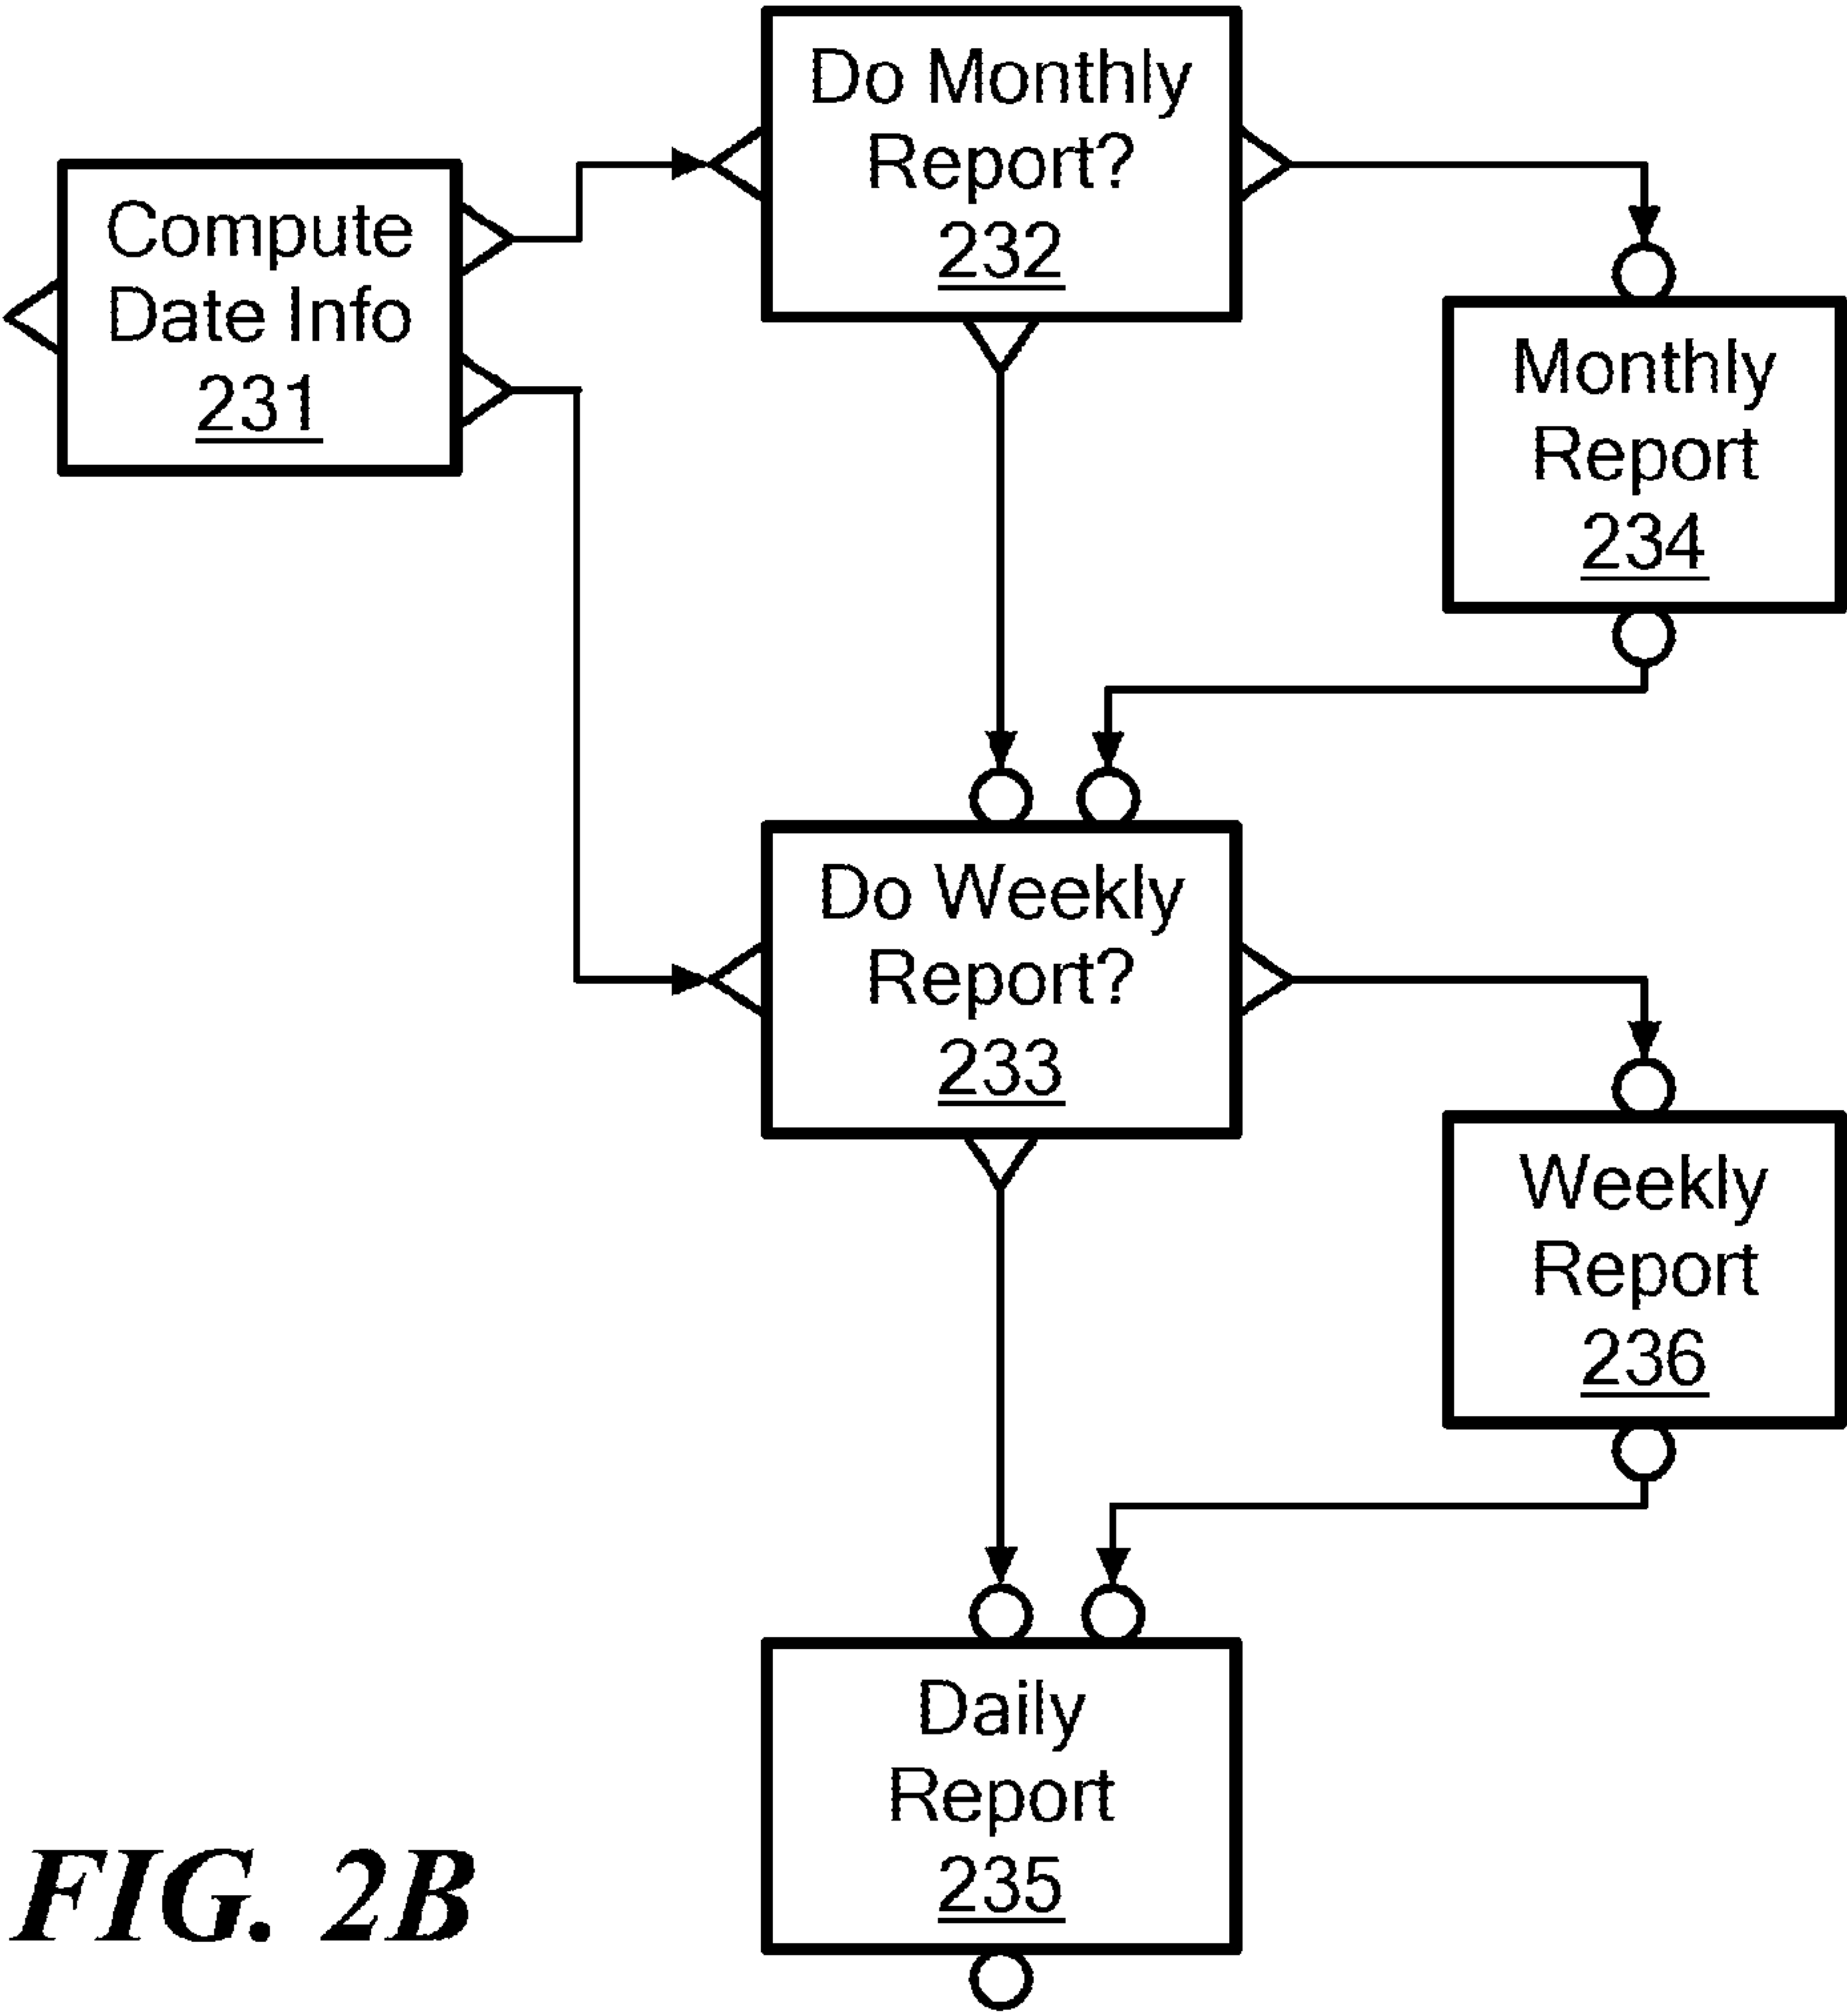 Do Monthly
Report?
232
Compute
Date Info
231
Monthly
Report
234
Do Weekly
Report?
233
Weekly
Report
236
Daily
Report
235
FIG. 2B